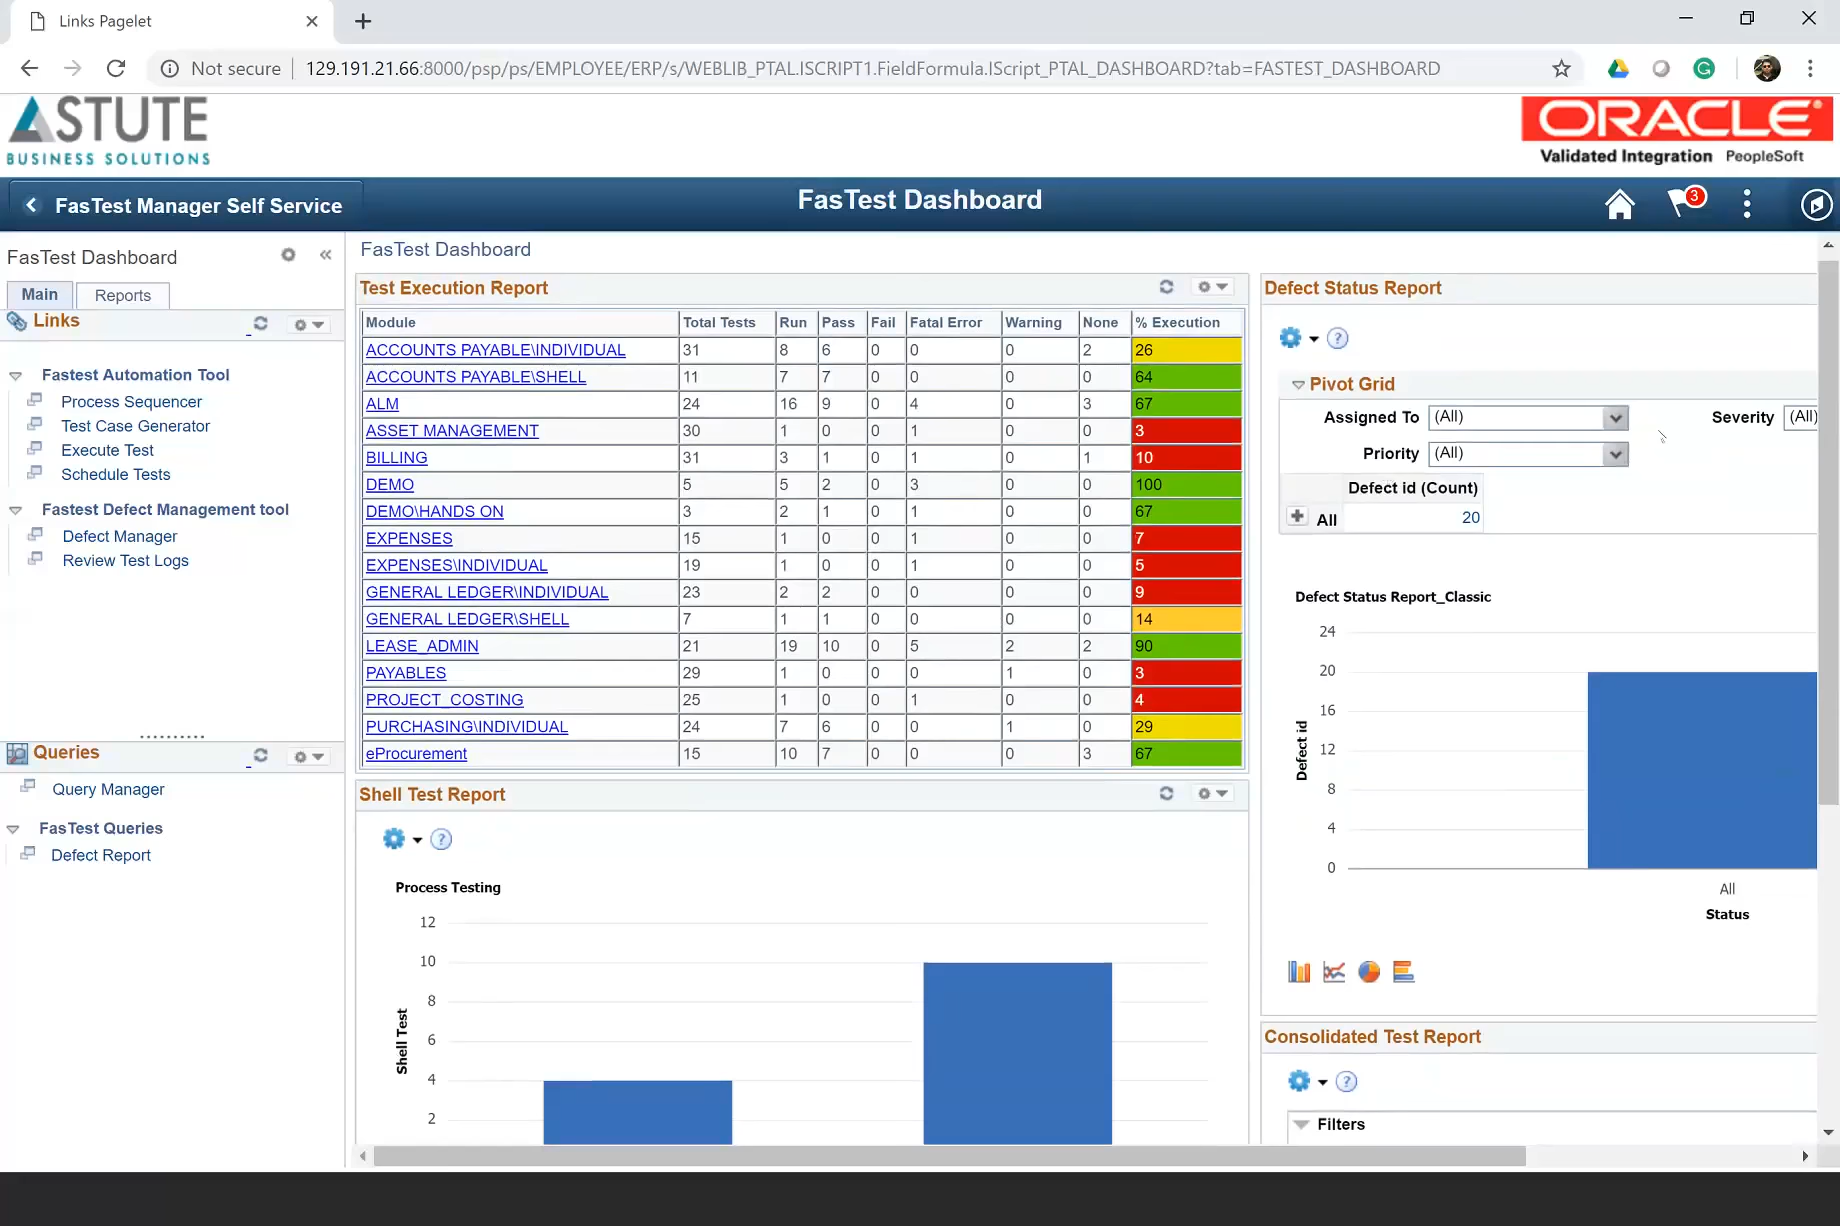 Links Pagelet
Not secure
129.191.21.66:8000/psp/ps/EMPLOYEE/ERP/s/WEBLIB_PTAL.ISCRIPT1.FieldFormula.IScript_PTAL_DASHBOARD?tab=FASTEST_DASHBOARD
ASTUTE
BUSINESS SOLUTIONS
ORACLE®
Validated Integration PeopleSoft
FasTest Manager Self Service
FasTest Dashboard
3
FasTest Dashboard
Main Reports
Links
Fastest Automation Tool
Process Sequencer
Test Case Generator
Execute Test
Schedule Tests
Fastest Defect Management tool
Defect Manager
Review Test Logs
Queries
Query Manager
FasTest Queries
Defect Report
FasTest Dashboard
Test Execution Report
Module Total Tests Run Pass Fail Fatal Error Warning None % Execution
ACCOUNTS PAYABLE\INDIVIDUAL 31 8 6 0 0 0 2 26
ACCOUNTS PAYABLE\SHELL 11 7 7 0 0 0 0 64
ALM 24 16 9 0 4 0 3 67
ASSET MANAGEMENT 30 1 0 0 1 0 0 3
BILLING 31 3 1 0 1 0 1 10
DEMO 5 5 2 0 3 0 0 100
DEMO\HANDS ON 3 2 1 0 1 0 0 67
EXPENSES 15 1 0 0 1 0 0 7
EXPENSES\INDIVIDUAL 19 1 0 0 1 0 0 5
GENERAL LEDGER\INDIVIDUAL 23 2 2 0 0 0 0 9
GENERAL LEDGER\SHELL 7 1 1 0 0 0 0 14
LEASE_ADMIN 21 19 10 0 5 2 2 90
PAYABLES 29 1 0 0 0 1 0 3
PROJECT_COSTING 25 1 0 0 1 0 0 4
PURCHASING\INDIVIDUAL 24 7 6 0 0 1 0 29
eProcurement 15 10 7 0 0 0 3 67
Shell Test Report
?
Process Testing
12
10
8
6
4
2
Shell Test
Defect Status Report
?
Pivot Grid
Assigned To (All) Severity (All)
Priority (All)
Defect id (Count)
All 20
Defect Status Report_Classic
24
20
16
12
8
4
0
Defect id
All
Status
Consolidated Test Report
?
Filters